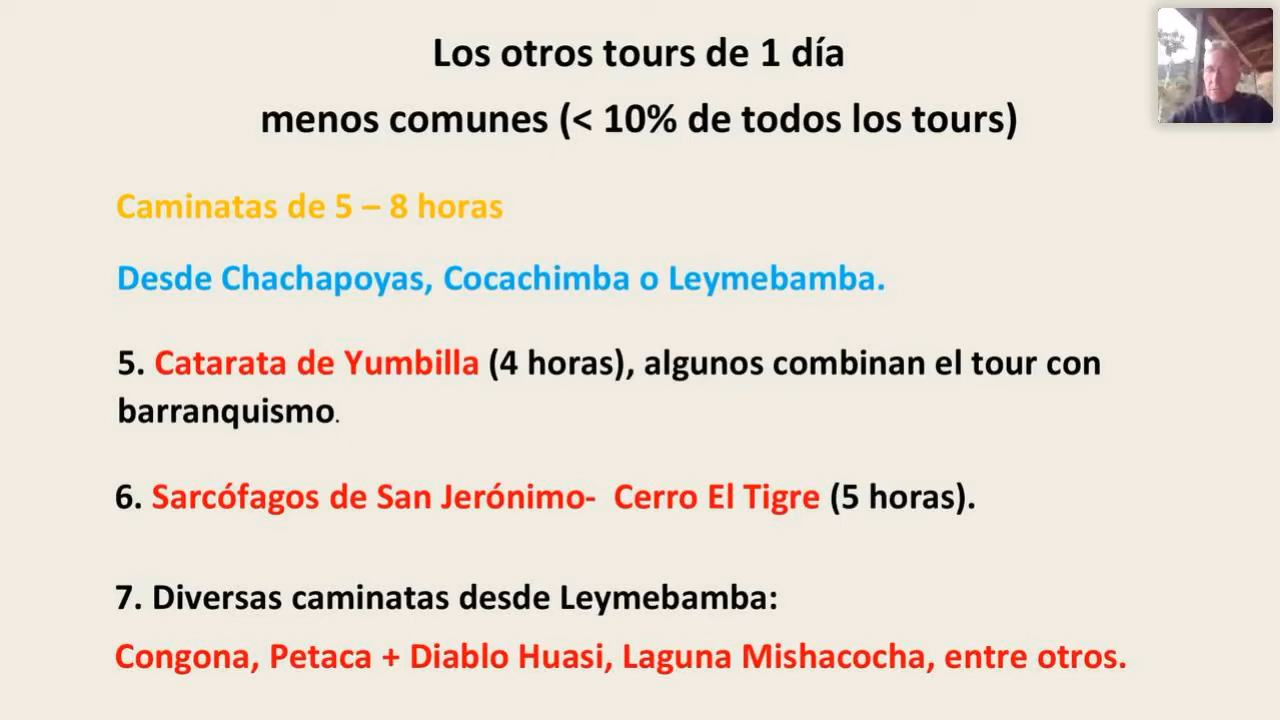 Los otros tours de 1 día
menos comunes (< 10% de todos los tours)
Caminatas de 5 – 8 horas
Desde Chachapoyas, Cocachimba o Leymebamba.
5. Catarata de Yumbilla (4 horas), algunos combinan el tour con
barranquismo.
6. Sarcófagos de San Jerónimo-  Cerro El Tigre (5 horas).
7. Diversas caminatas desde Leymebamba:
Congona, Petaca + Diablo Huasi, Laguna Mishacocha, entre otros.